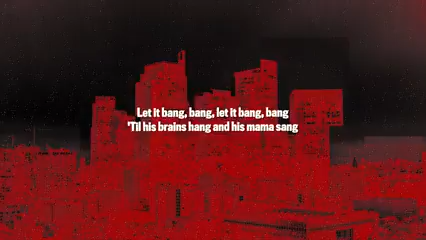 Let it bang, bang, let it bang, bang
'Til his brains hang and his mama sang